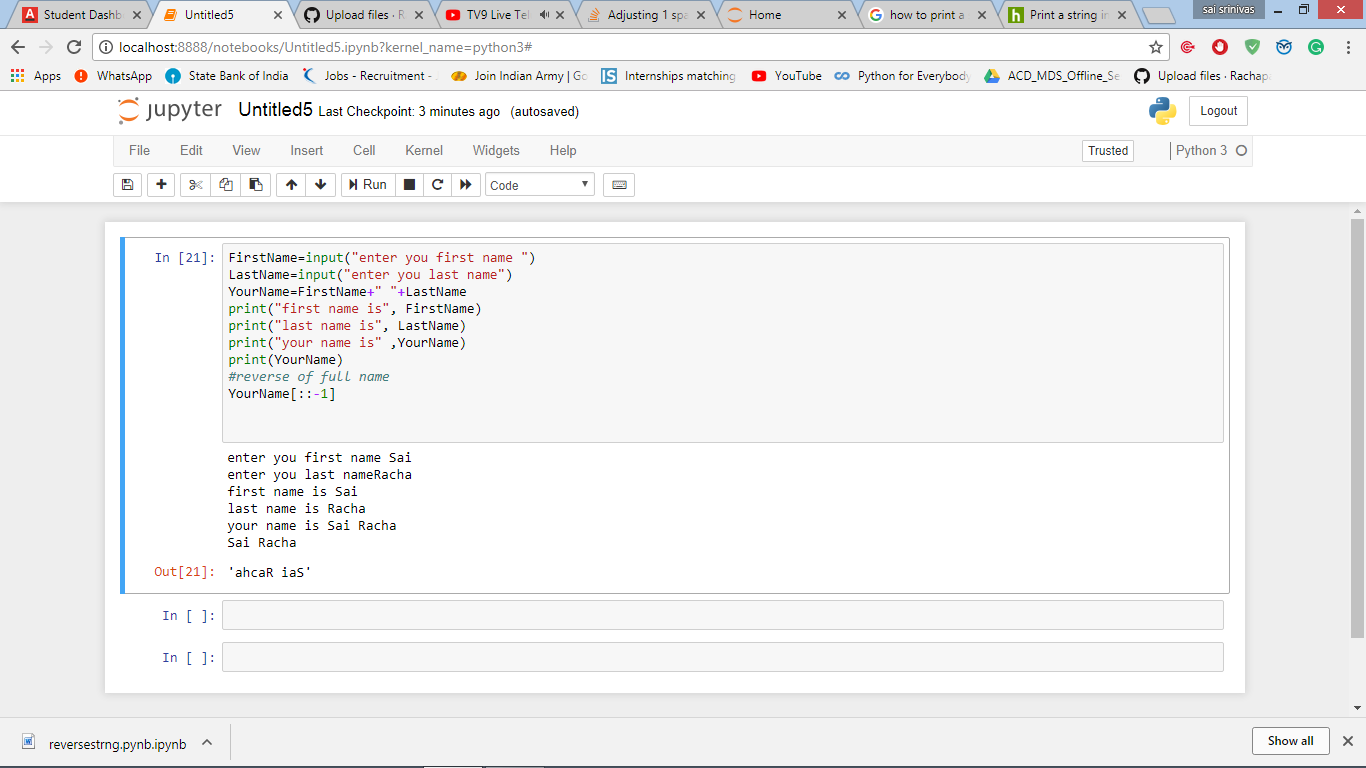 sai srinivas
Student Dashb
Untitled5
Upload files · R
TV9 Live Tel
Adjusting 1 spa
Home
how to print a
Print a string in
localhost:8888/notebooks/Untitled5.ipynb?kernel_name=python3#
Apps WhatsApp State Bank of India Jobs - Recruitment - Join Indian Army | Go IS Internships matching YouTube Python for Everybody ACD_MDS_Offline_Se Upload files · Rachap
jupyter Untitled5 Last Checkpoint: 3 minutes ago (autosaved) Logout
File Edit View Insert Cell Kernel Widgets Help Trusted Python 3
Run Code
In [21]: FirstName=input("enter you first name ")
LastName=input("enter you last name")
YourName=FirstName+" "+LastName
print("first name is", FirstName)
print("last name is", LastName)
print("your name is" ,YourName)
print(YourName)
#reverse of full name
YourName[::-1]
enter you first name Sai
enter you last nameRacha
first name is Sai
last name is Racha
your name is Sai Racha
Sai Racha
Out[21]: 'ahcaR iaS'
In [ ]:
In [ ]:
reversestrng.pynb.ipynb Show all